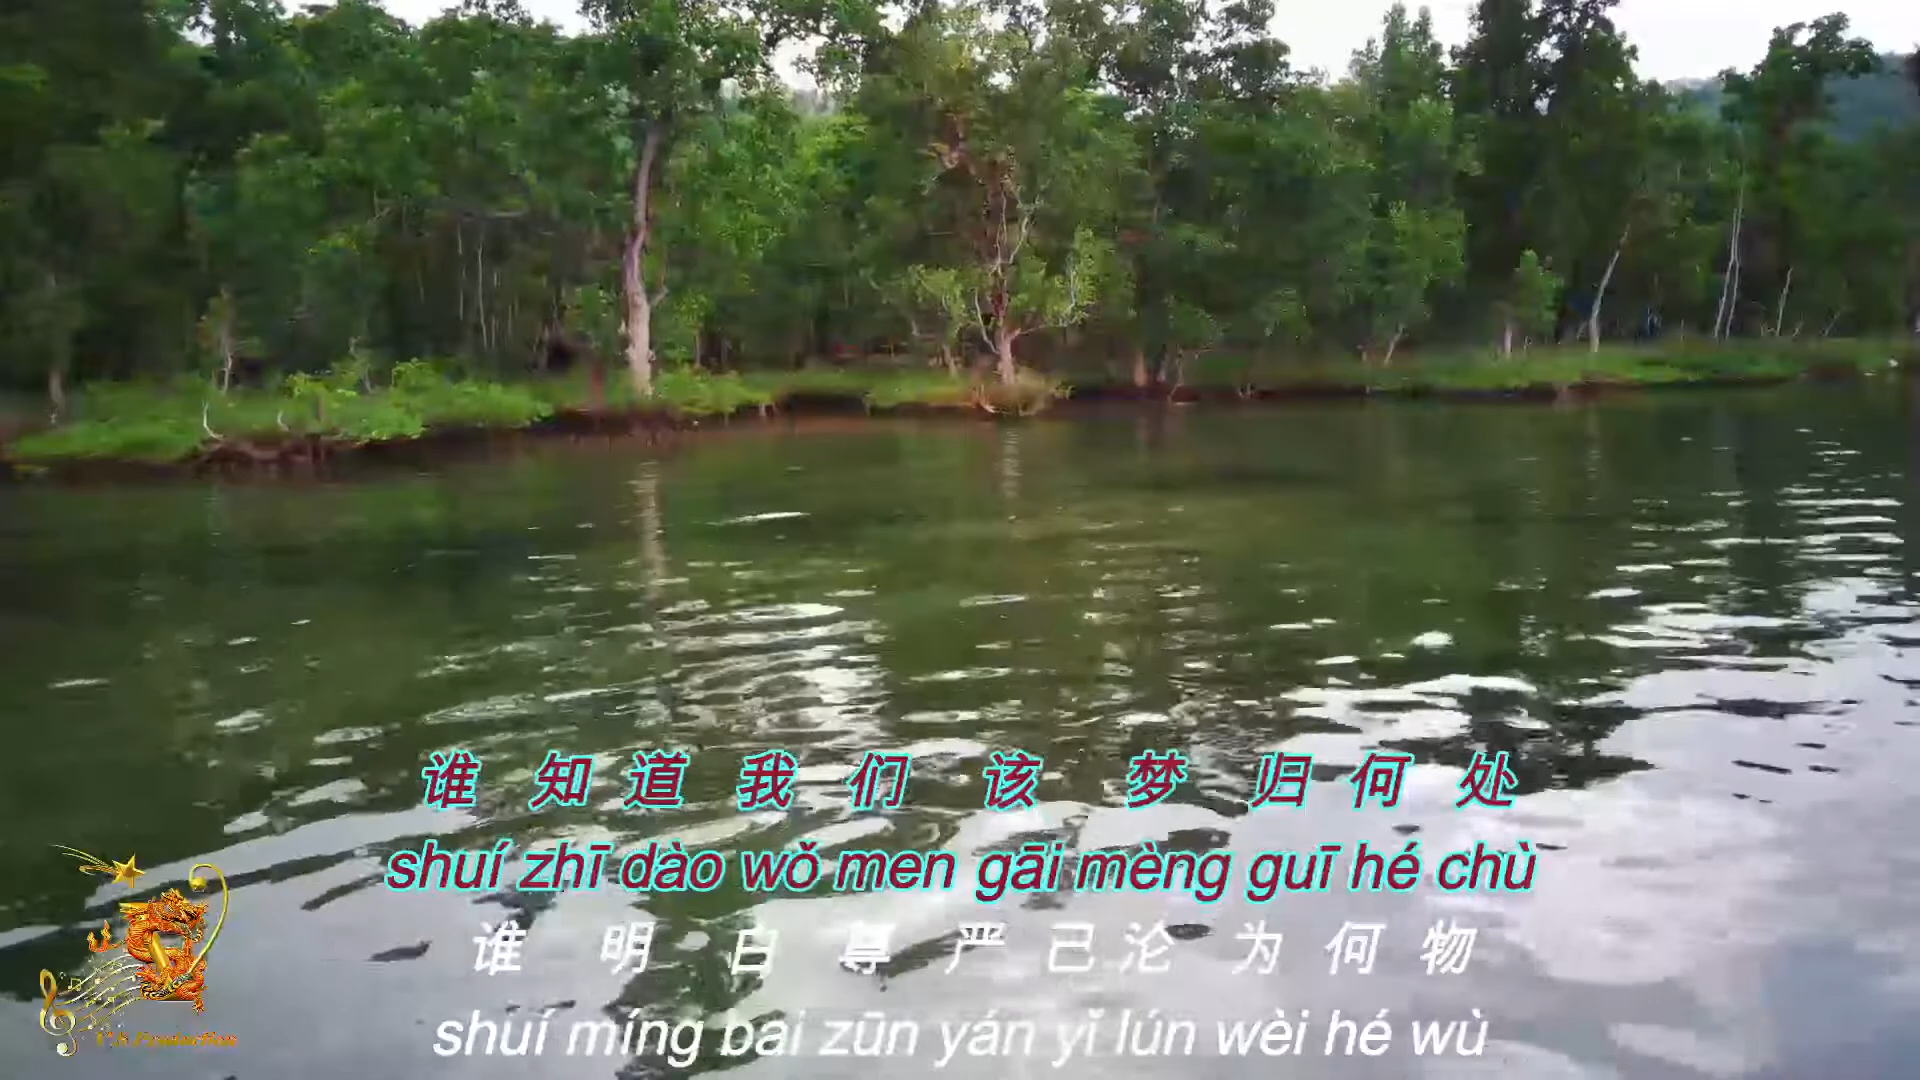 谁 知 道 我 们 该 梦 归 何 处
shuí zhī dào wǒ men gāi mèng guī hé chù
谁 明 白 尊 严 已 沦 为 何 物
shuí míng bai zūn yán yǐ lún wèi hé wù